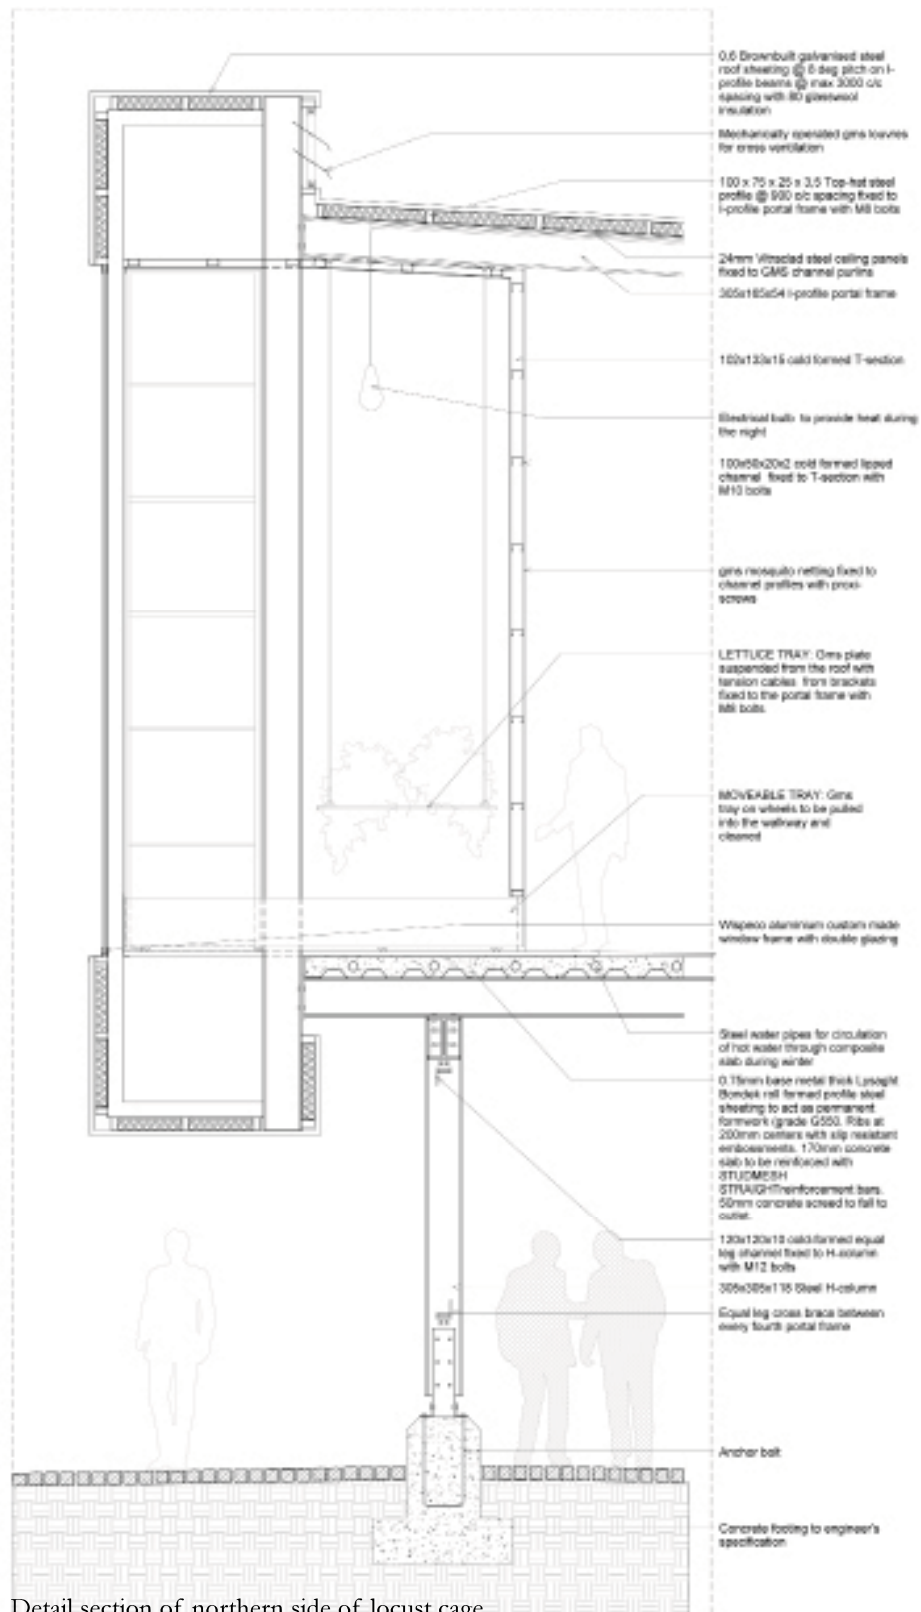 0.6 Brownbuilt galvanised steel
roof sheeting @ 6 deg pitch on I-
profile beams @ max 3000 c/c
spacing with 80 glasswool
insulation
Mechanically operated gms louvres
for cross ventilation
100 x 75 x 25 x 3,5 Top-hat steel
profile @ 900 c/c spacing fixed to
I-profile portal frame with M8 bolts
24mm steel ceiling panels
fixed to GMS channel purlins
305x165x54 I-profile portal frame
102x133x15 cold formed T-section
Electrical bulb to provide heat during
the night
100x50x20x2 cold formed lipped
channel fixed to T-section with
M10 bolts
gms mosquito netting fixed to
channel profiles with proxi-
screws
LETTUCE TRAY: Gms plate
suspended from the roof with
tension cables from brackets
fixed to the portal frame with
M8 bolts
MOVEABLE TRAY: Gms
tray on wheels to be pulled
into the walkway and
cleaned
Wispeco aluminium custom made
window frame with double glazing
Steel water pipes for circulation
of hot water through composite
slab during winter
0.75mm base metal thick Lysaght
Bondek roll formed profile steel
sheeting to act as permanent
formwork (grade G550. Ribs at
200mm centers with slip resistant
embossments. 170mm concrete
slab to be reinforced with
STUDMESH
STRAIGHTreinforcement bars.
50mm concrete screed to fall to
outlet.
120x120x10 cold-formed equal
leg channel fixed to H-column
with M12 bolts
305x305x118 Steel H-column
Equal leg cross brace between
every fourth portal frame
Anchor bolt
Concrete footing to engineer's
specification
Detail section of northern side of locust cage